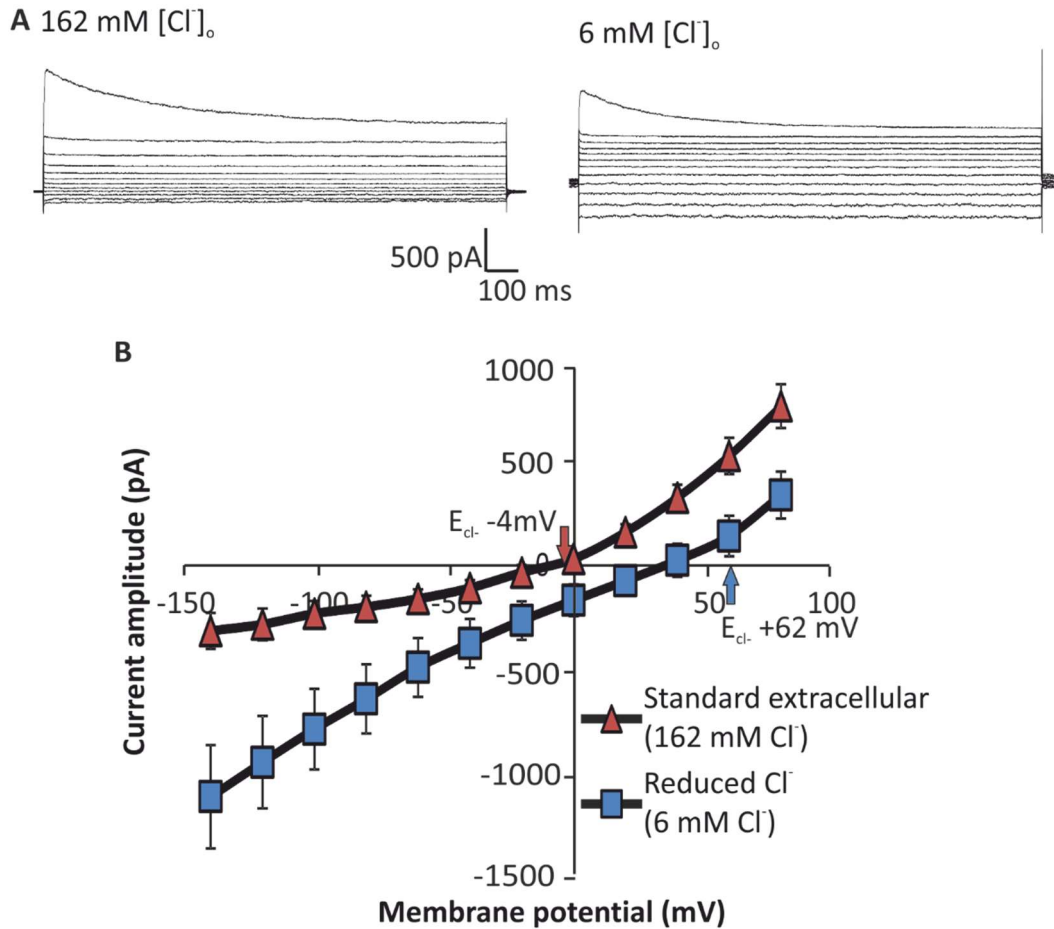 A 162 mM [Cl⁻]ₒ
6 mM [Cl⁻]ₒ
500 pA
100 ms
B
1000
500
0
-500
-1000
-1500
-150
-100
-50
50
100
E_cl- -4mV
E_cl- +62 mV
Current amplitude (pA)
Membrane potential (mV)
Standard extracellular
(162 mM Cl⁻)
Reduced Cl⁻
(6 mM Cl⁻)